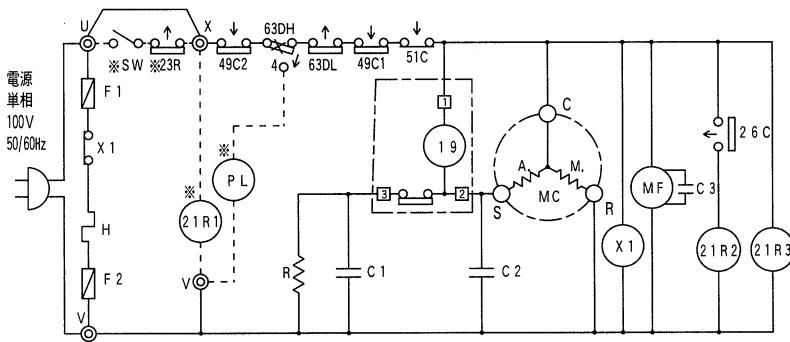 U
X
63DH
※SW
※23R
49C2
4
63DL
49C1
51C
電源
単相
100V
50/60Hz
F1
X1
H
F2
V
※
21R1
※
PL
V
1
19
3
2
R
C1
C2
C
A.
M.
MC
S
R
X1
MF
C3
26C
21R2
21R3